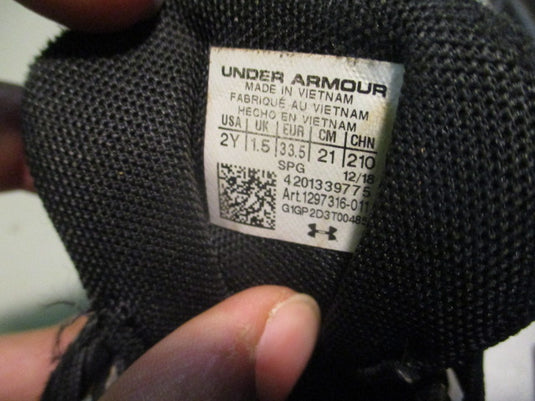 UNDER ARMOUR
MADE IN VIETNAM
FABRIQUÉ AU VIETNAM
HECHO EN VIETNAM
USA UK EUR CM CHN
2Y 1.5 33.5 21 210
SPG 12/18
4201339775
Art.1297316-011